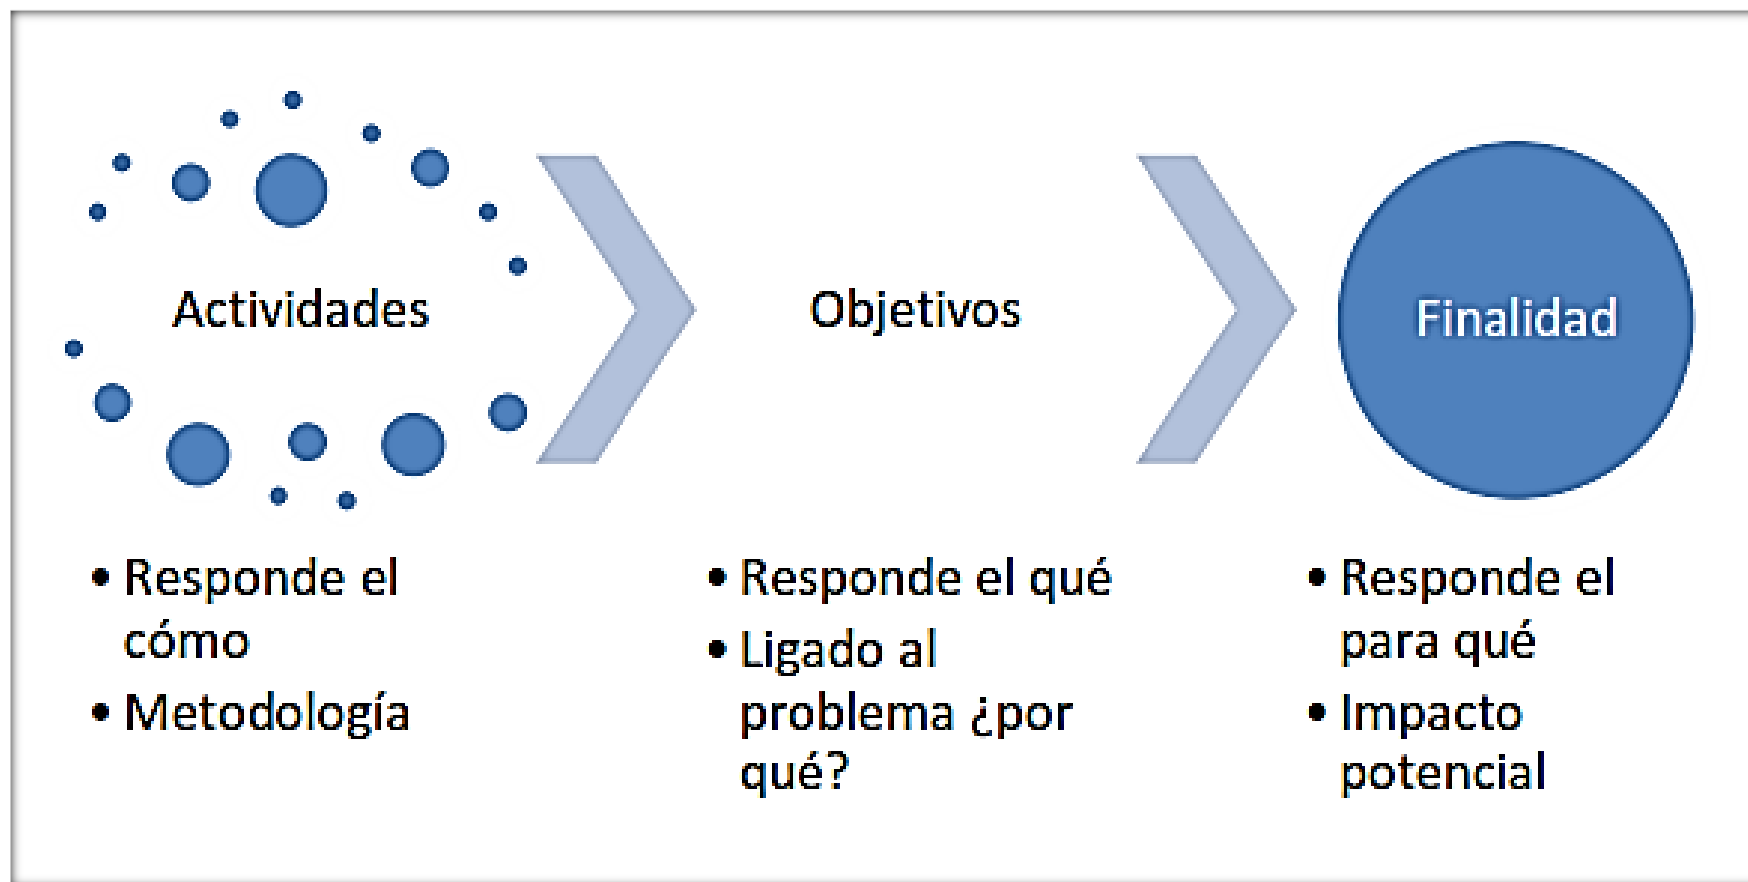 Actividades
Objetivos
Finalidad
• Responde el
cómo
• Metodología
• Responde el qué
• Ligado al
problema ¿por
qué?
• Responde el
para qué
• Impacto
potencial